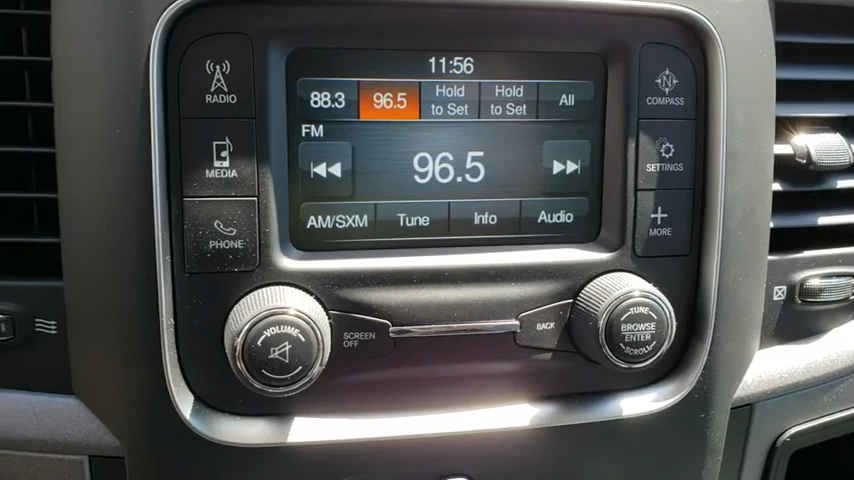 11:56
88.3 96.5 Hold to Set Hold to Set All
FM
96.5
AM/SXM Tune Info Audio
RADIO
MEDIA
PHONE
N
COMPASS
SETTINGS
MORE
VOLUME
SCREEN
OFF
BACK
TUNE
BROWSE
ENTER
SCROLL